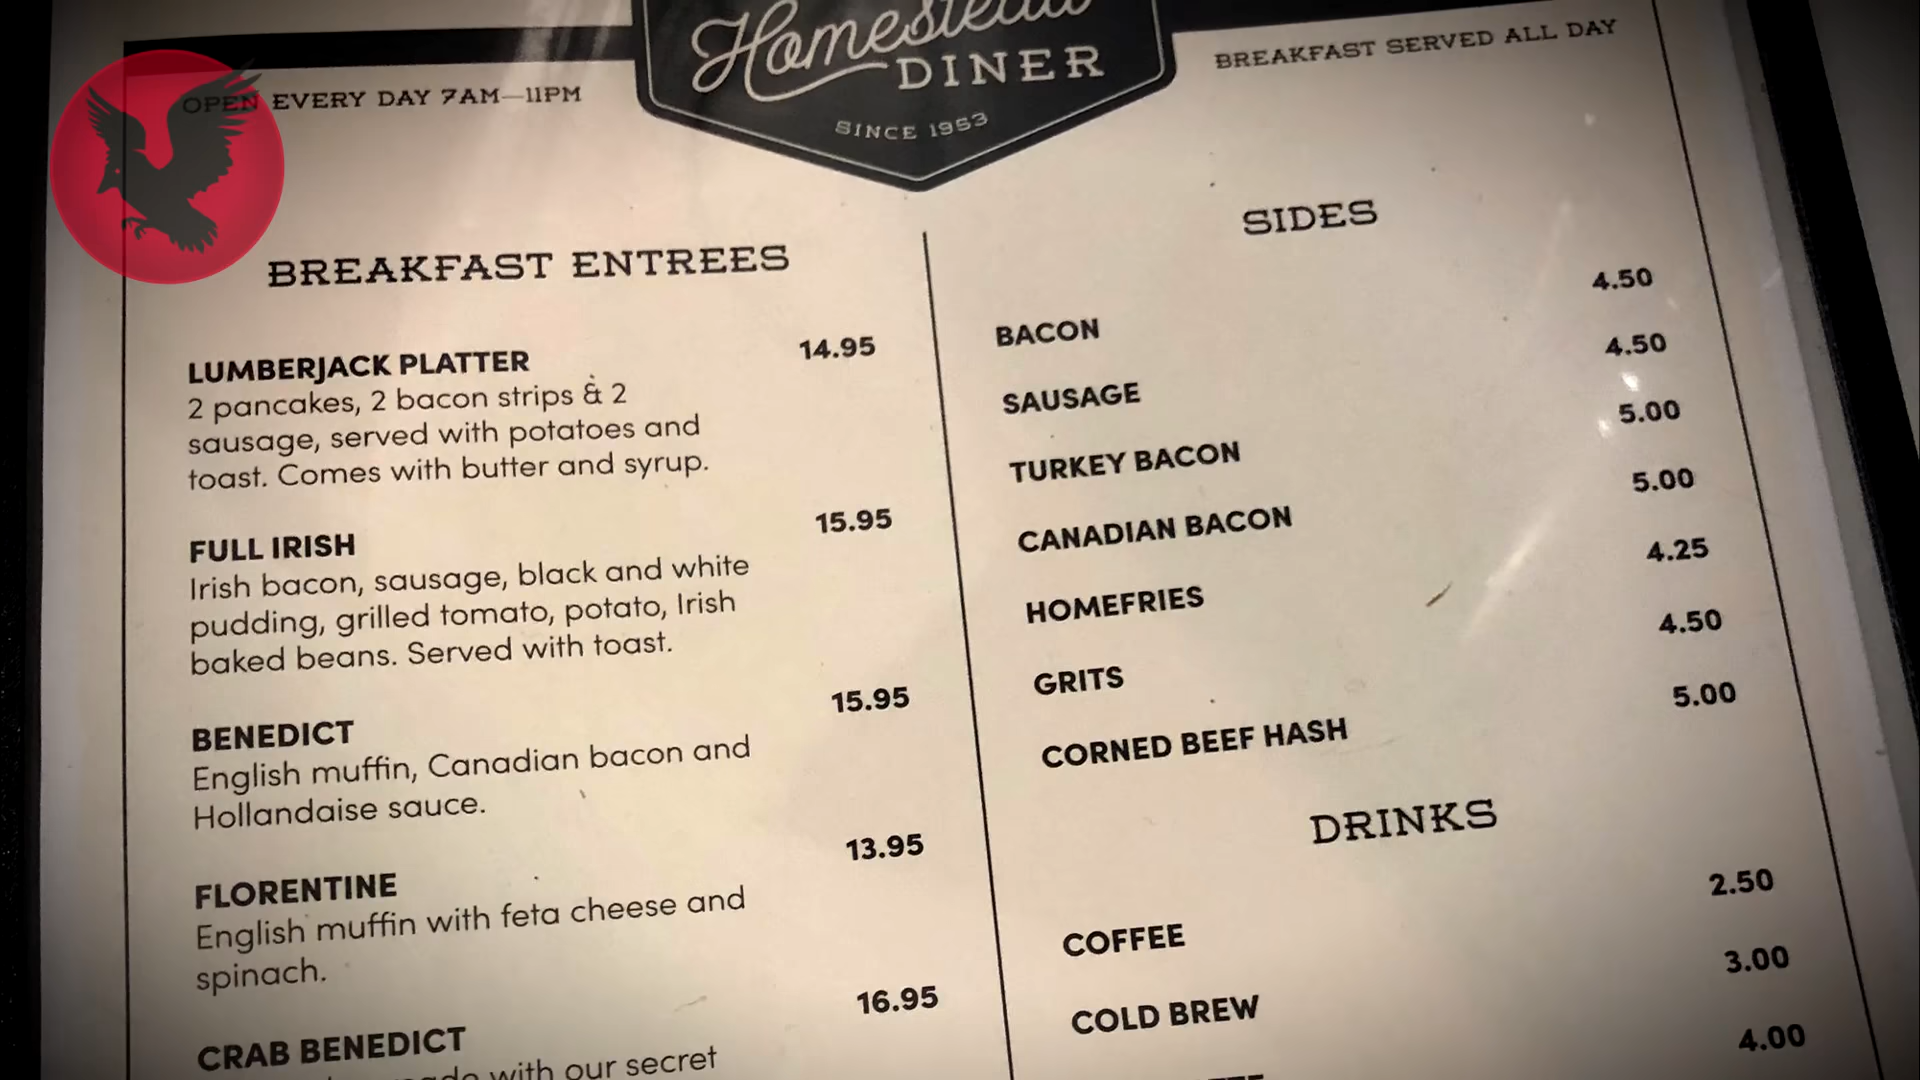 Homestead
DINER
SINCE 1953
OPEN EVERY DAY 7AM—11PM
BREAKFAST SERVED ALL DAY
BREAKFAST ENTREES
LUMBERJACK PLATTER 14.95
2 pancakes, 2 bacon strips & 2
sausage, served with potatoes and
toast. Comes with butter and syrup.
FULL IRISH 15.95
Irish bacon, sausage, black and white
pudding, grilled tomato, potato, Irish
baked beans. Served with toast.
BENEDICT 15.95
English muffin, Canadian bacon and
Hollandaise sauce.
FLORENTINE 13.95
English muffin with feta cheese and
spinach.
CRAB BENEDICT 16.95
with our secret
SIDES
BACON 4.50
SAUSAGE 4.50
TURKEY BACON 5.00
CANADIAN BACON 5.00
HOMEFRIES 4.25
GRITS 4.50
CORNED BEEF HASH 5.00
DRINKS
COFFEE 2.50
COLD BREW 3.00
4.00